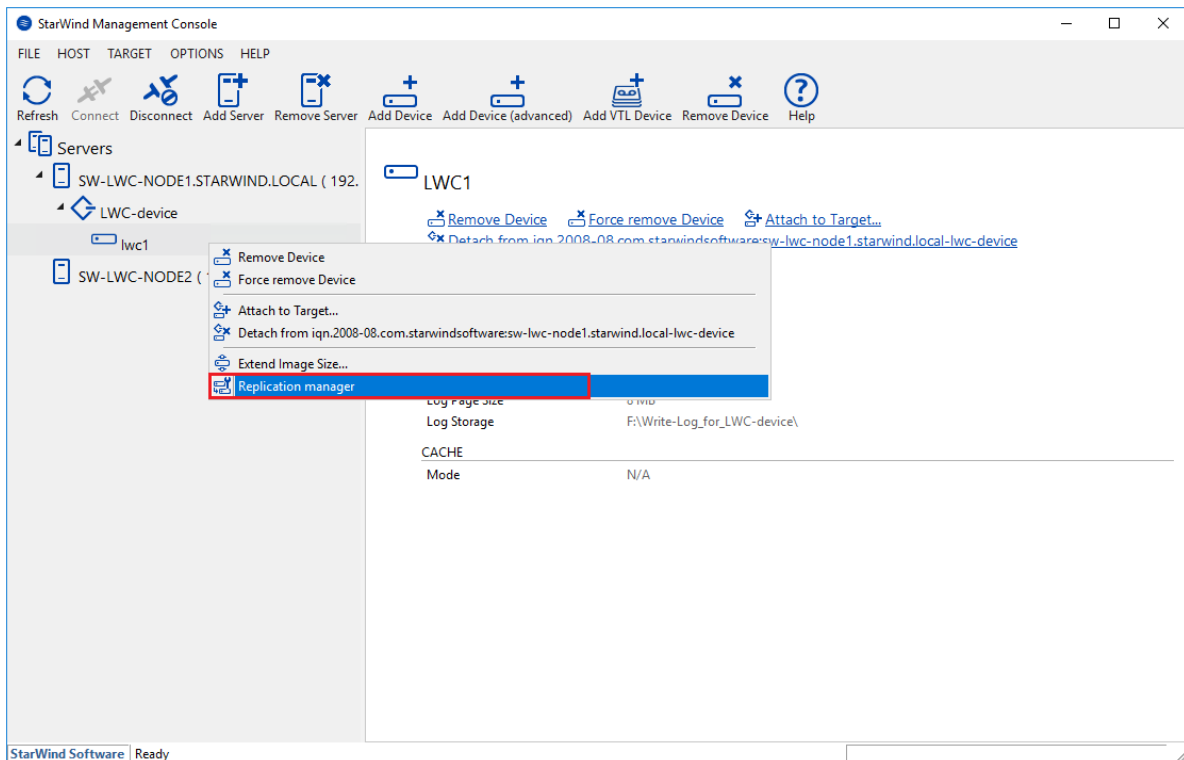 StarWind Management Console
FILE HOST TARGET OPTIONS HELP
Refresh Connect Disconnect Add Server Remove Server Add Device Add Device (advanced) Add VTL Device Remove Device Help
Servers
SW-LWC-NODE1.STARWIND.LOCAL ( 192.
LWC-device
lwc1
SW-LWC-NODE2 (
LWC1
Remove Device Force remove Device Attach to Target...
Detach from iqn.2008-08.com.starwindsoftware:sw-lwc-node1.starwind.local-lwc-device
Remove Device
Force remove Device
Attach to Target...
Detach from iqn.2008-08.com.starwindsoftware:sw-lwc-node1.starwind.local-lwc-device
Extend Image Size...
Replication manager
Log Page Size
Log Storage F:\Write-Log_for_LWC-device\
CACHE
Mode N/A
StarWind Software Ready